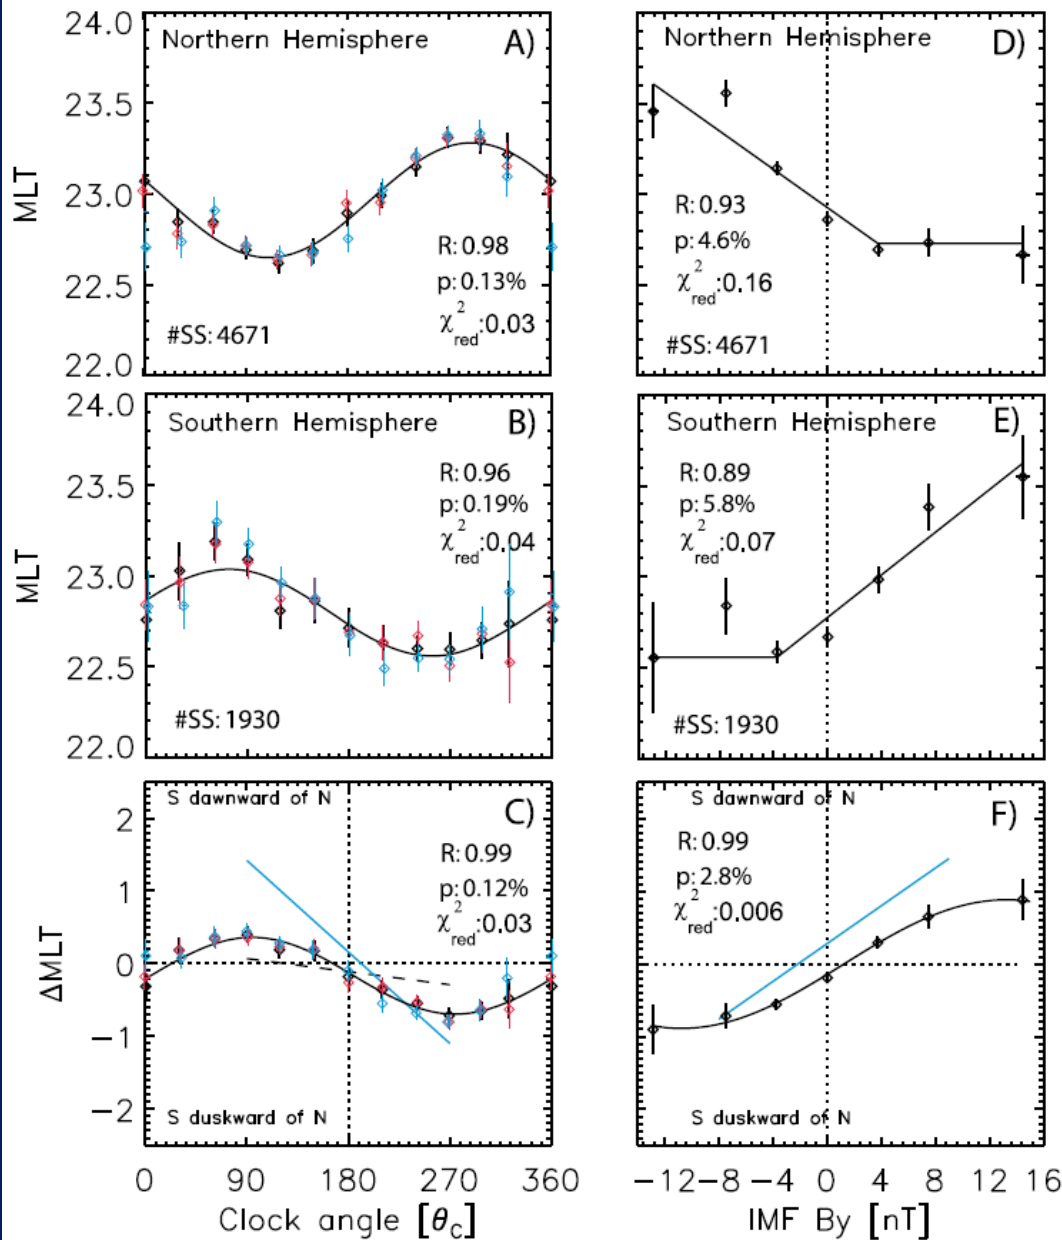 24.0
Northern Hemisphere
A)
23.5
MLT
23.0
R: 0.98
p: 0.13%
χ²red: 0.03
22.5
#SS: 4671
22.0
Northern Hemisphere
D)
R: 0.93
p: 4.6%
χ²red: 0.16
#SS: 4671
24.0
Southern Hemisphere
B)
R: 0.96
p: 0.19%
χ²red: 0.04
23.5
MLT
23.0
22.5
#SS: 1930
22.0
Southern Hemisphere
E)
R: 0.89
p: 5.8%
χ²red: 0.07
#SS: 1930
S dawnward of N
C)
2
R: 0.99
p: 0.12%
χ²red: 0.03
1
ΔMLT
0
−1
−2
S duskward of N
0 90 180 270 360
Clock angle [θC]
S dawnward of N
F)
R: 0.99
p: 2.8%
χ²red: 0.006
S duskward of N
−12 −8 −4 0 4 8 12 16
IMF By [nT]